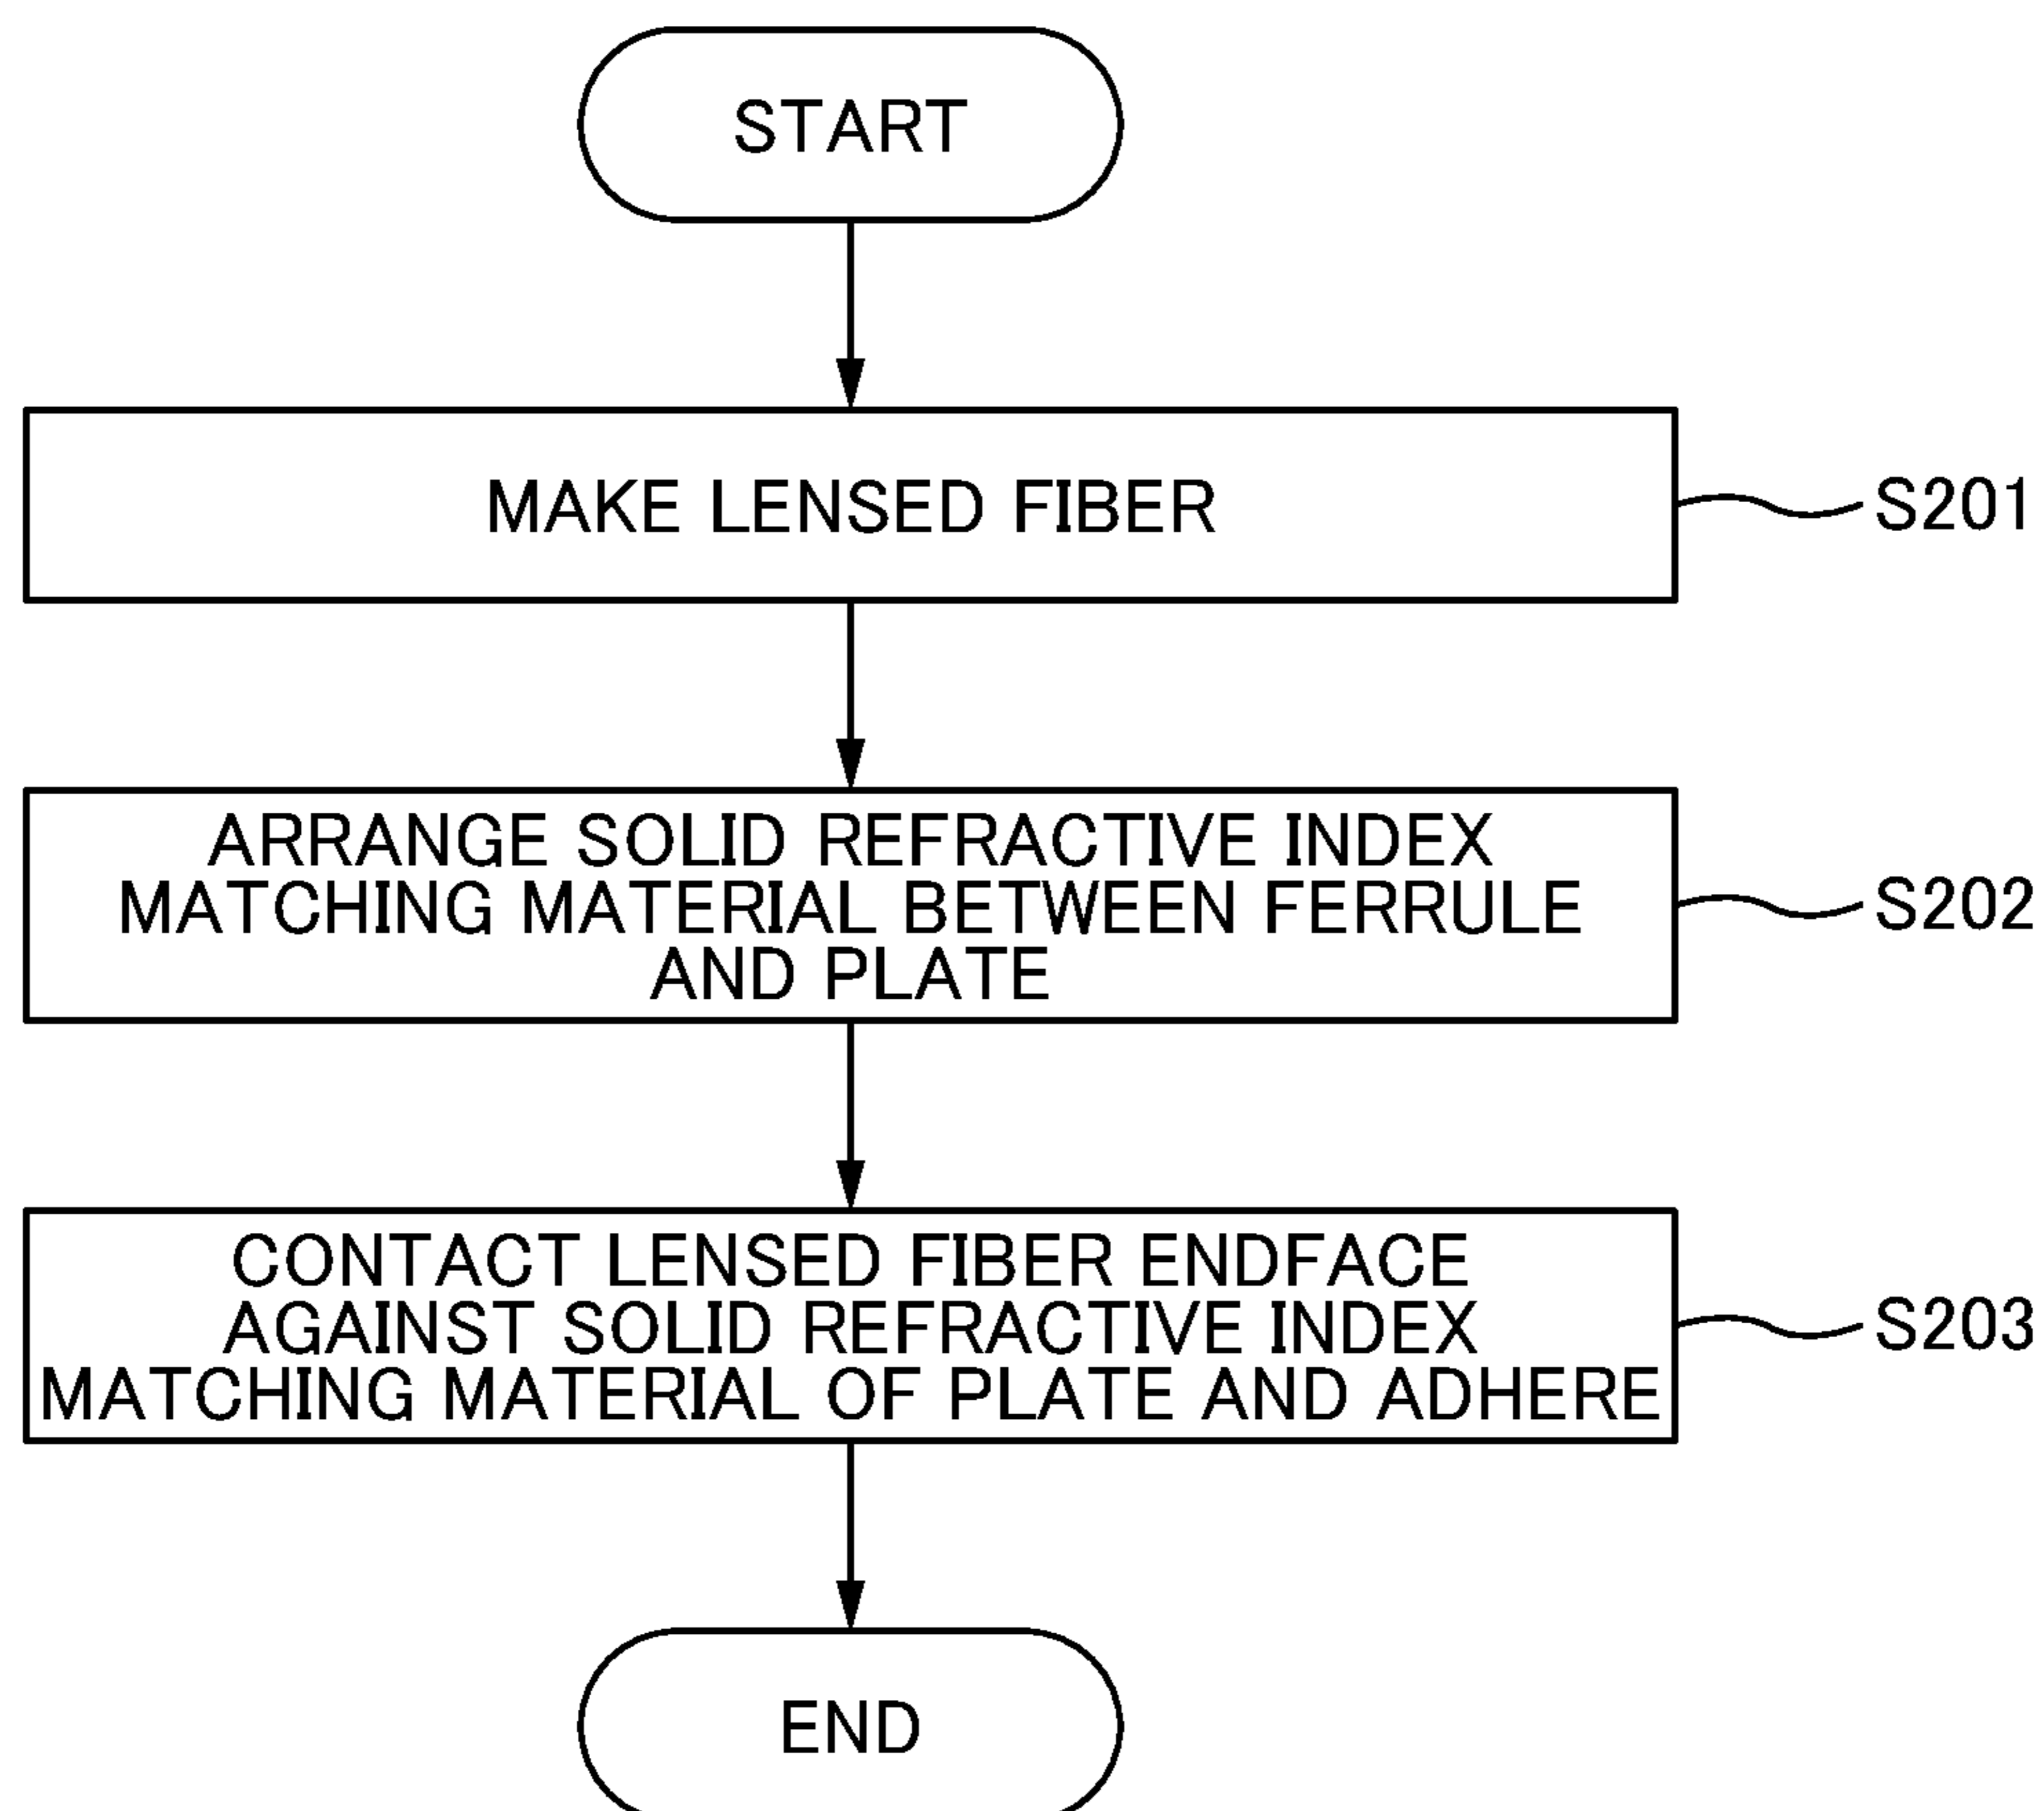 START
MAKE LENSED FIBER
S201
ARRANGE SOLID REFRACTIVE INDEX
MATCHING MATERIAL BETWEEN FERRULE
AND PLATE
S202
CONTACT LENSED FIBER ENDFACE
AGAINST SOLID REFRACTIVE INDEX
MATCHING MATERIAL OF PLATE AND ADHERE
S203
END